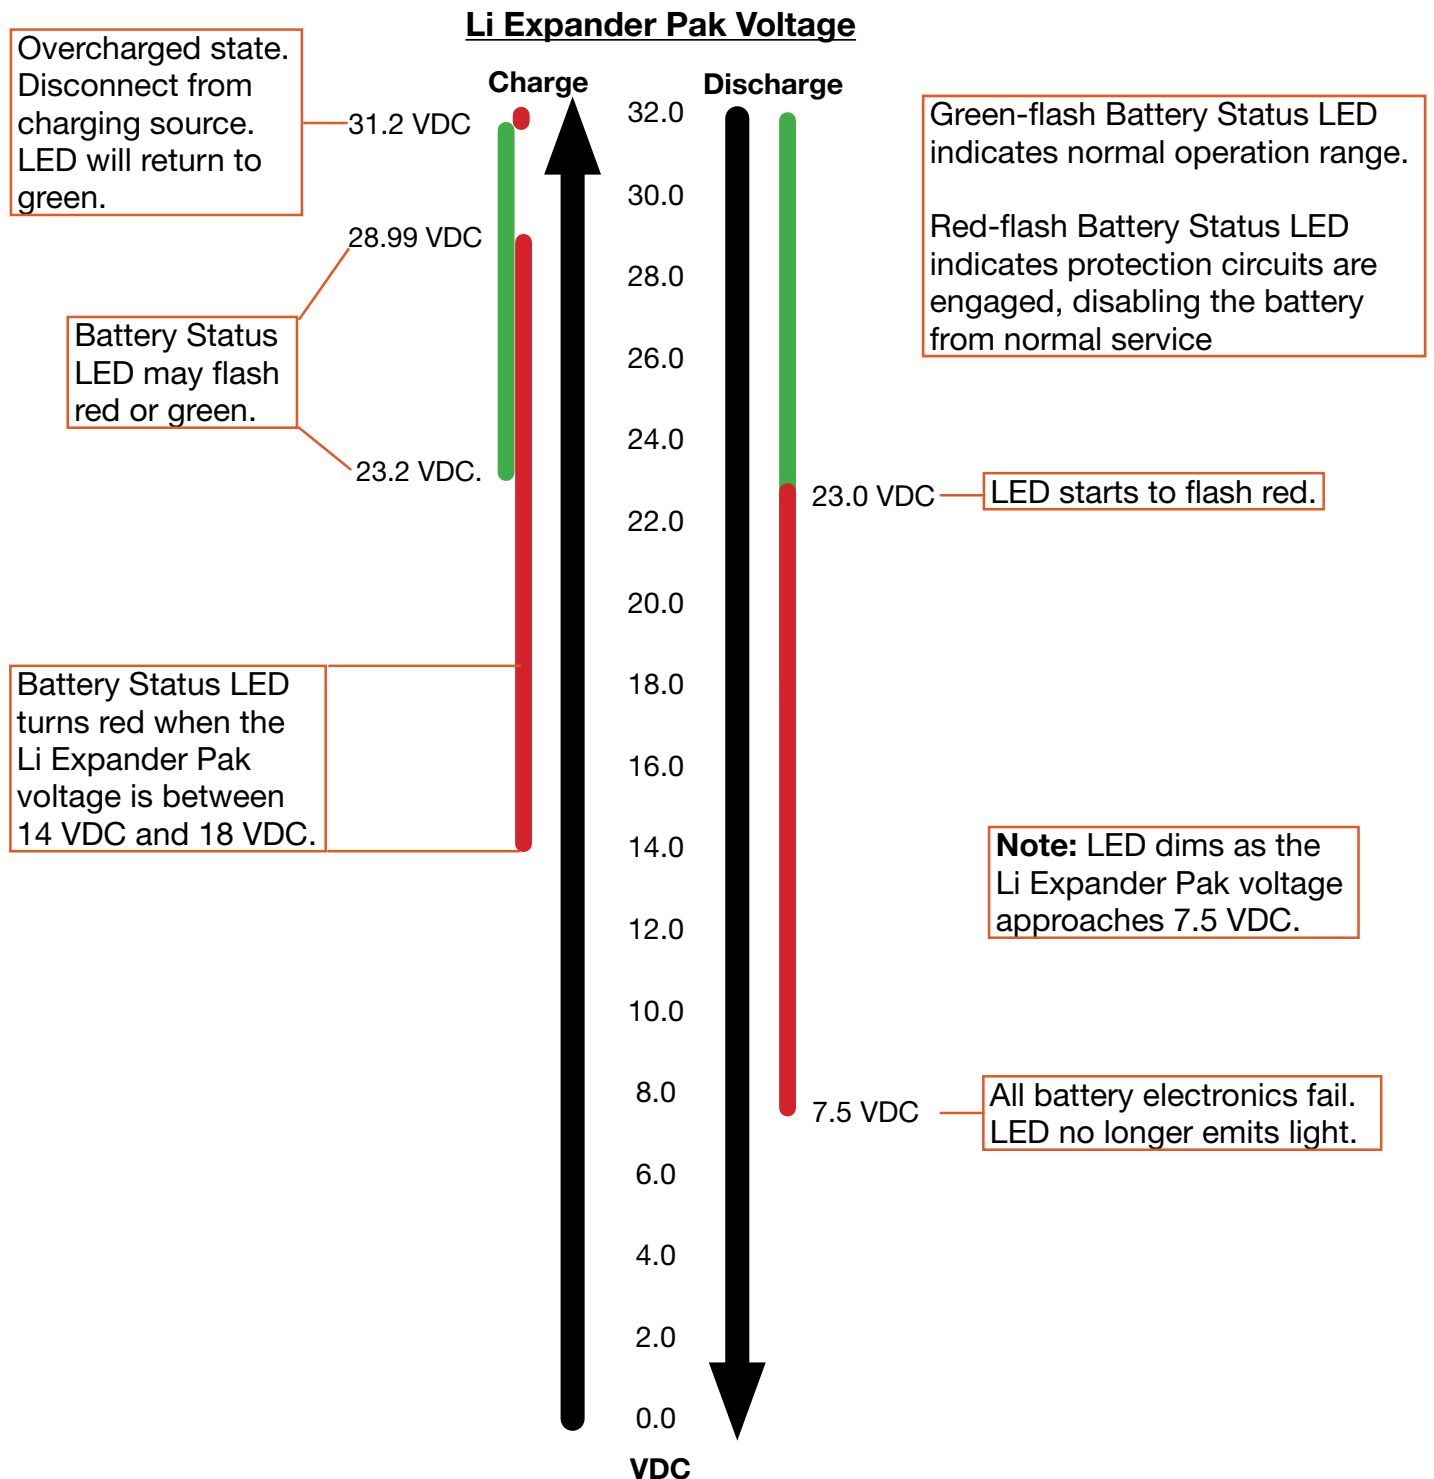 Li Expander Pak Voltage
Charge
Discharge
Overcharged state.
Disconnect from
charging source.
LED will return to
green.
31.2 VDC
28.99 VDC
Battery Status
LED may flash
red or green.
23.2 VDC.
Battery Status LED
turns red when the
Li Expander Pak
voltage is between
14 VDC and 18 VDC.
32.0
30.0
28.0
26.0
24.0
22.0
20.0
18.0
16.0
14.0
12.0
10.0
8.0
6.0
4.0
2.0
0.0
VDC
Green-flash Battery Status LED
indicates normal operation range.
Red-flash Battery Status LED
indicates protection circuits are
engaged, disabling the battery
from normal service
23.0 VDC
LED starts to flash red.
Note: LED dims as the
Li Expander Pak voltage
approaches 7.5 VDC.
7.5 VDC
All battery electronics fail.
LED no longer emits light.